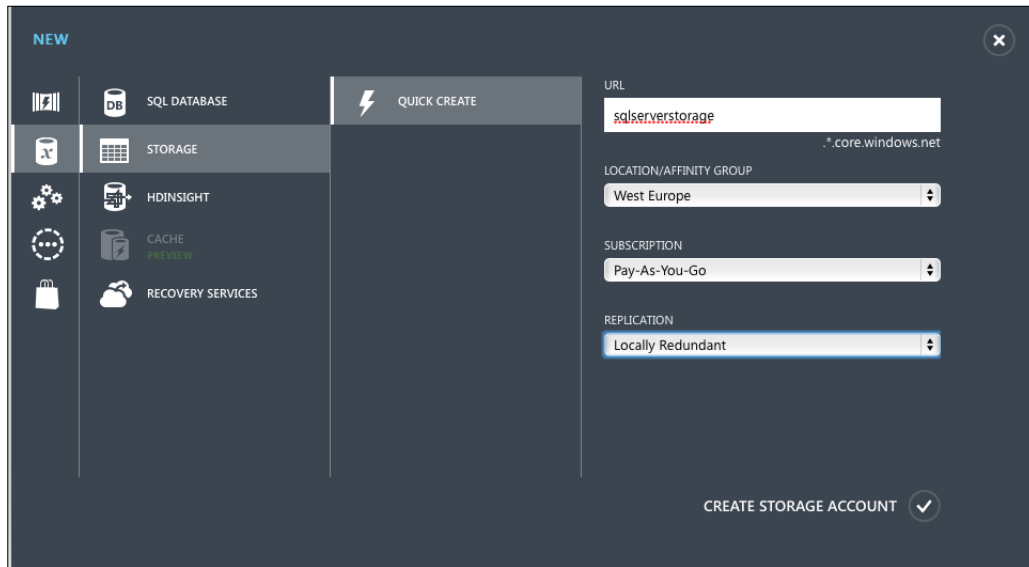 NEW
SQL DATABASE
STORAGE
HDINSIGHT
CACHE
PREVIEW
RECOVERY SERVICES
QUICK CREATE
URL
sqlserverstorage
.*.core.windows.net
LOCATION/AFFINITY GROUP
West Europe
SUBSCRIPTION
Pay-As-You-Go
REPLICATION
Locally Redundant
CREATE STORAGE ACCOUNT
DB
x